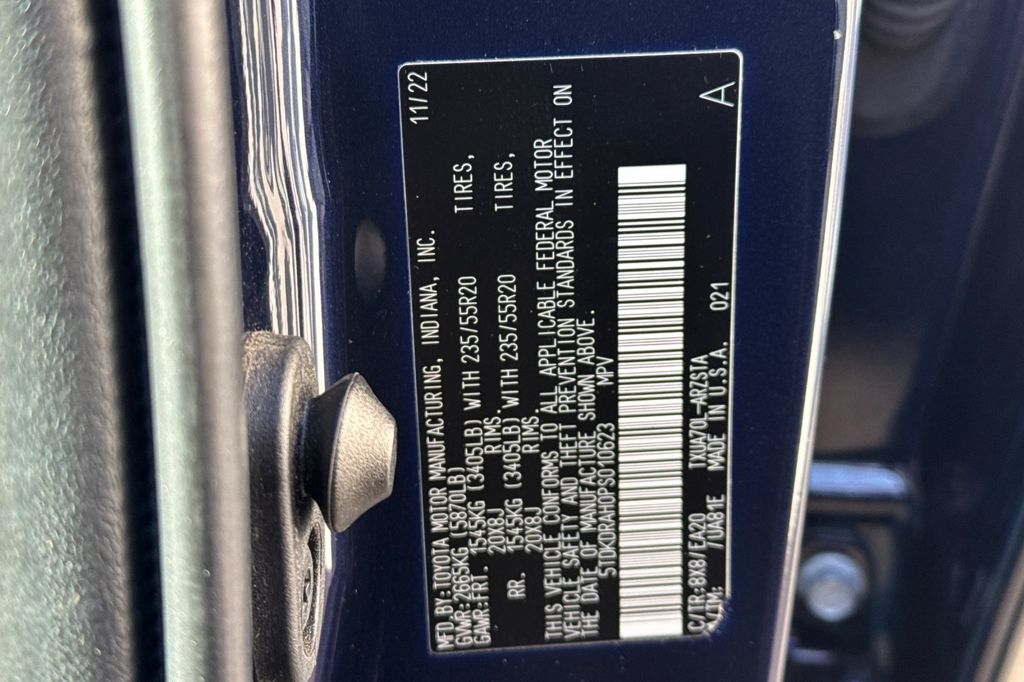 MFD BY: TOYOTA MOTOR MANUFACTURING, INDIANA, INC. 11/22
GVWR: 2665KG (5870LB)
GAWR: FRT. 1545KG (3405LB) WITH 235/55R20 TIRES,
20X8J RIMS.
RR. 1545KG (3405LB) WITH 235/55R20 TIRES,
20X8J RIMS.
THIS VEHICLE CONFORMS TO ALL APPLICABLE FEDERAL MOTOR
VEHICLE SAFETY AND THEFT PREVENTION STANDARDS IN EFFECT ON
THE DATE OF MANUFACTURE SHOWN ABOVE.
5TDKDRAH0PS010623 MPV
C/TR: 8X8/EA20 TXUA70L-ARZSTA 021 A
A/TM: /UA81E MADE IN U.S.A.